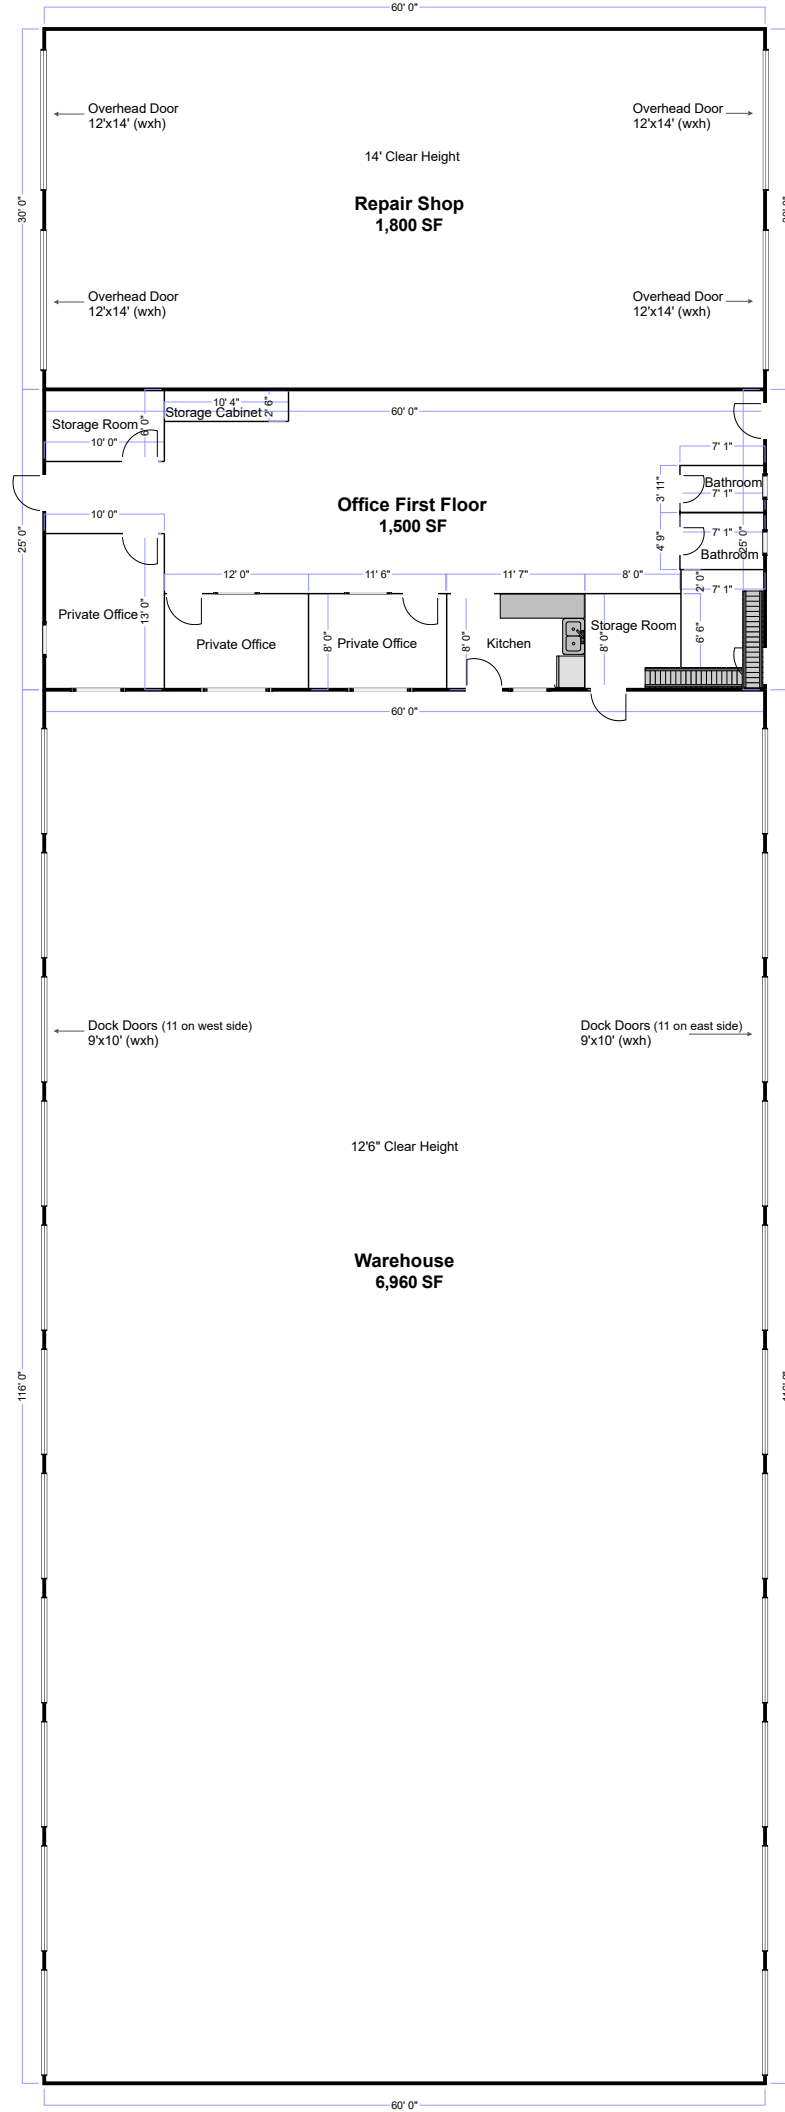 60' 0"
Overhead Door
12'x14' (wxh)
Overhead Door
12'x14' (wxh)
14' Clear Height
30' 0"
Repair Shop
1,800 SF
Overhead Door
12'x14' (wxh)
Overhead Door
12'x14' (wxh)
10' 4"
2' 6"
Storage Cabinet
60' 0"
Storage Room
6' 0"
10' 0"
7' 1"
Bathroom
3' 11"
7' 1"
Office First Floor
1,500 SF
10' 0"
25' 0"
7' 1"
4' 9"
25' 0"
Bathroom
12' 0"
11' 6"
11' 7"
8' 0"
2' 0"
7' 1"
Private Office
13' 0"
Private Office
8' 0"
Private Office
8' 0"
Kitchen
8' 0"
Storage Room
6' 6"
60' 0"
Dock Doors (11 on west side)
9'x10' (wxh)
Dock Doors (11 on east side)
9'x10' (wxh)
12'6" Clear Height
Warehouse
6,960 SF
116' 0"
60' 0"